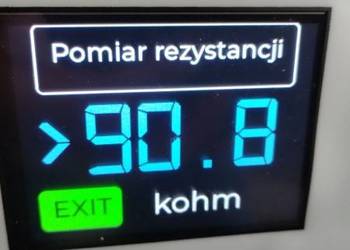 Pomiar rezystancji
>90.8
EXIT kohm